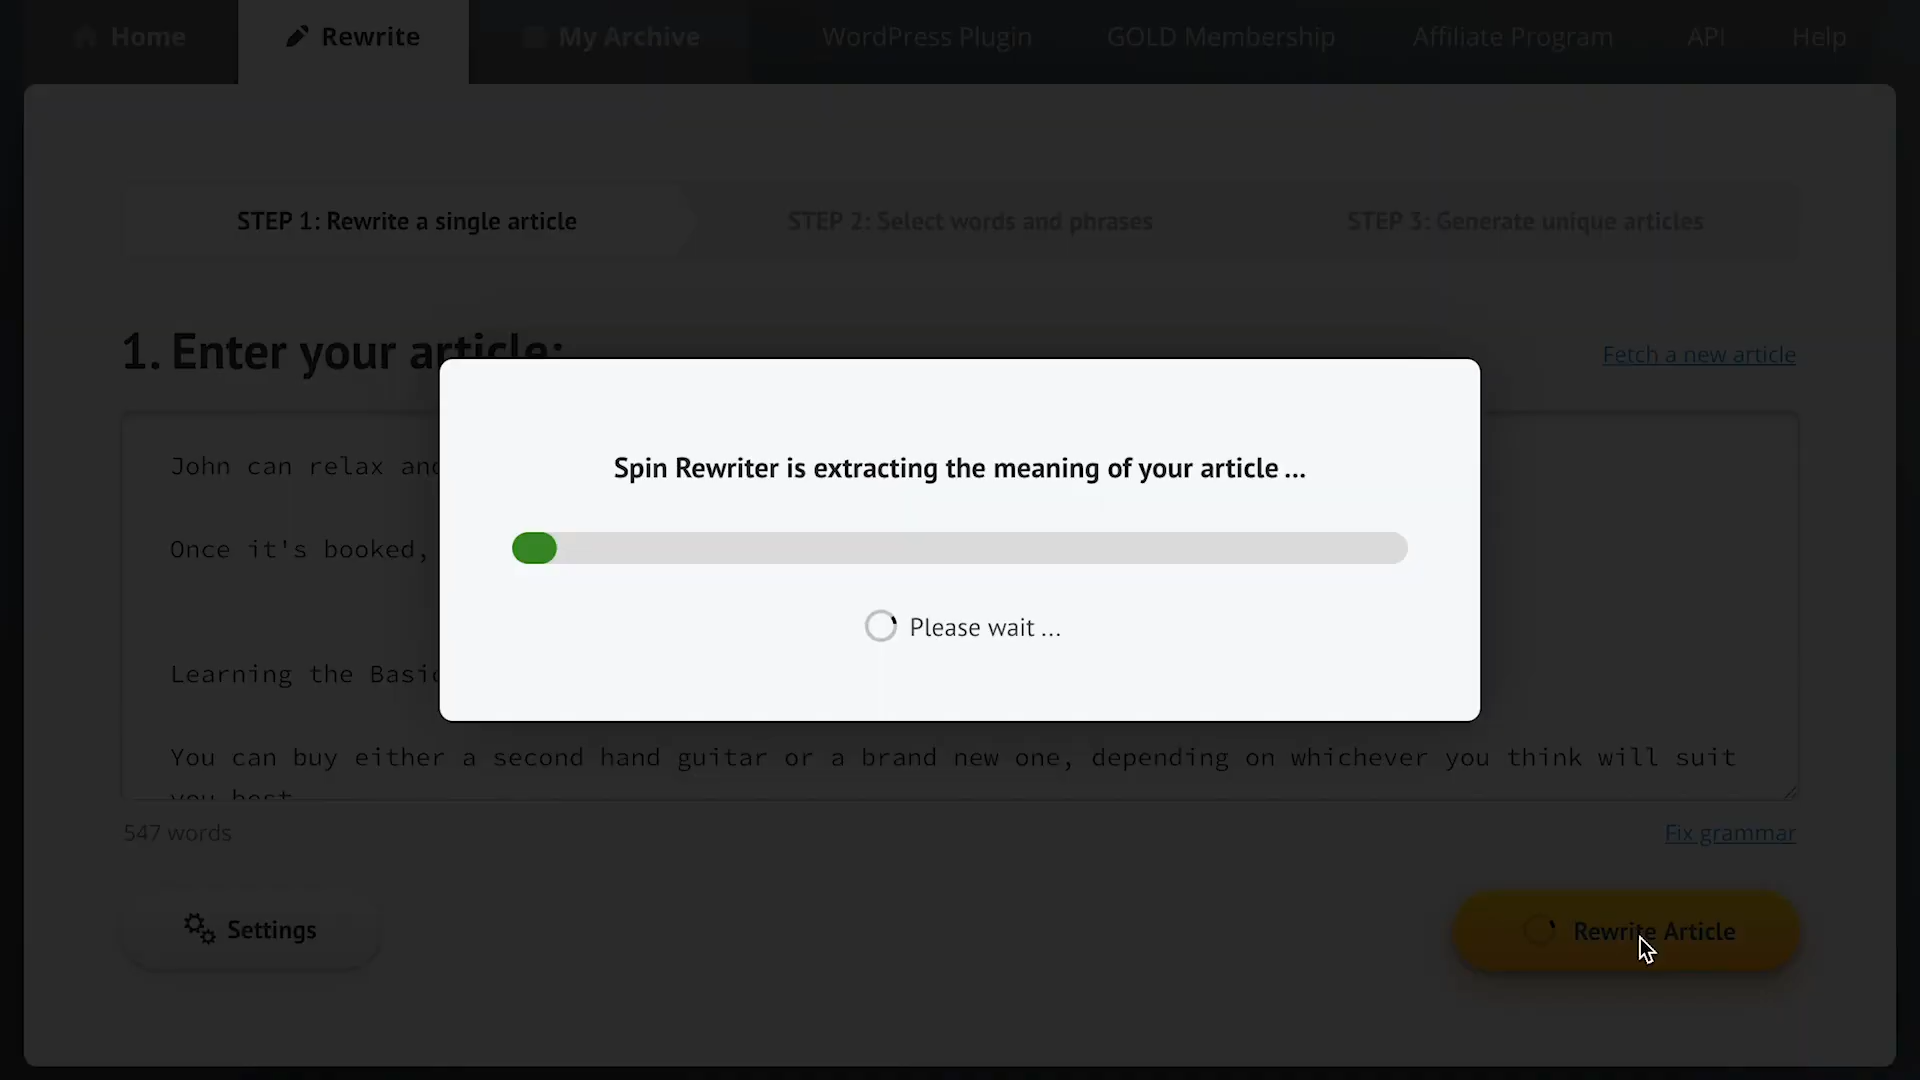 Home
Rewrite
My Archive
WordPress Plugin
GOLD Membership
Affiliate Program
API
Help
STEP 1: Rewrite a single article
STEP 2: Select words and phrases
STEP 3: Generate unique articles
1. Enter your article:
Fetch a new article
John can relax and
Once it's booked,
Learning the Basic
Spin Rewriter is extracting the meaning of your article ...
Please wait ...
You can buy either a second hand guitar or a brand new one, depending on whichever you think will suit
you best
547 words
Fix grammar
Settings
Rewrite Article